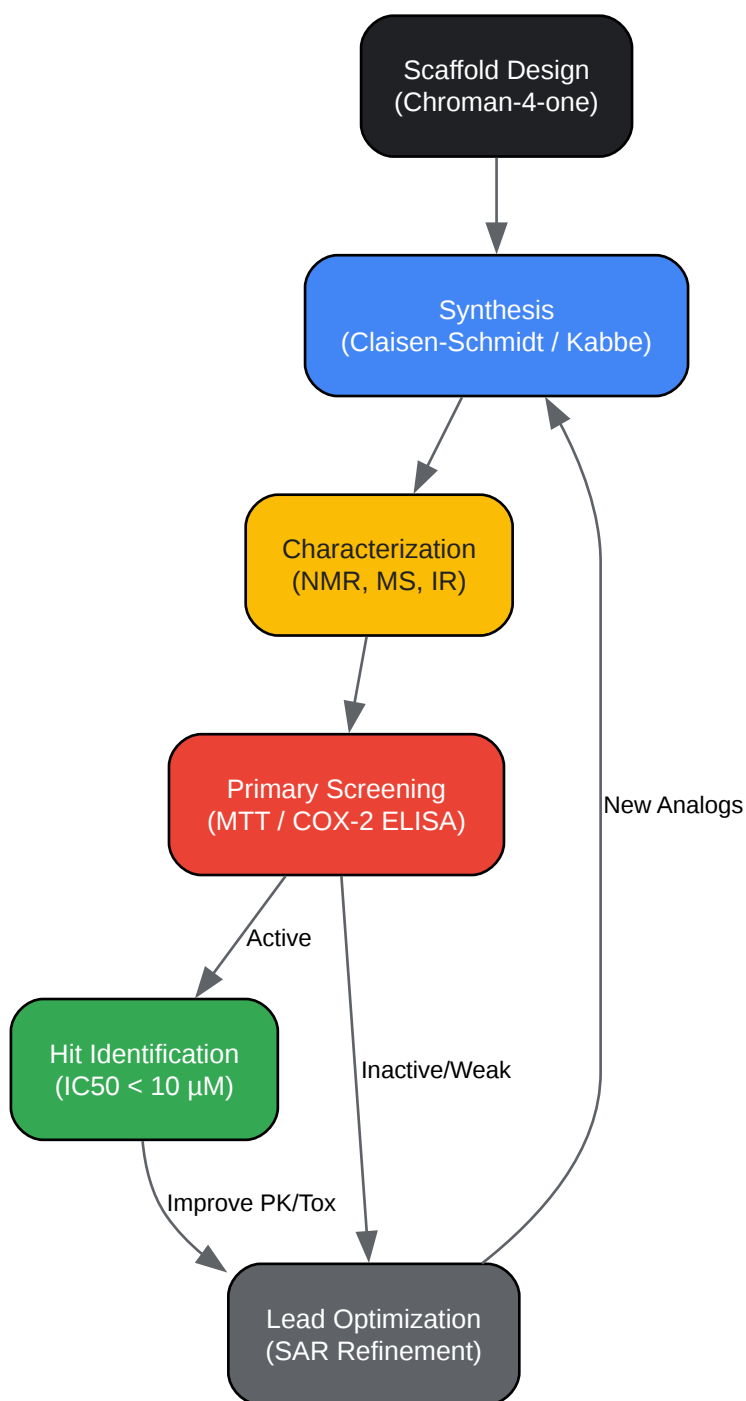 Scaffold Design
(Chroman-4-one)
Synthesis
(Claisen-Schmidt / Kabbe)
Characterization
(NMR, MS, IR)
Primary Screening
(MTT / COX-2 ELISA)
New Analogs
Active
Hit Identification
(IC50 < 10 µM)
Inactive/Weak
Improve PK/Tox
Lead Optimization
(SAR Refinement)